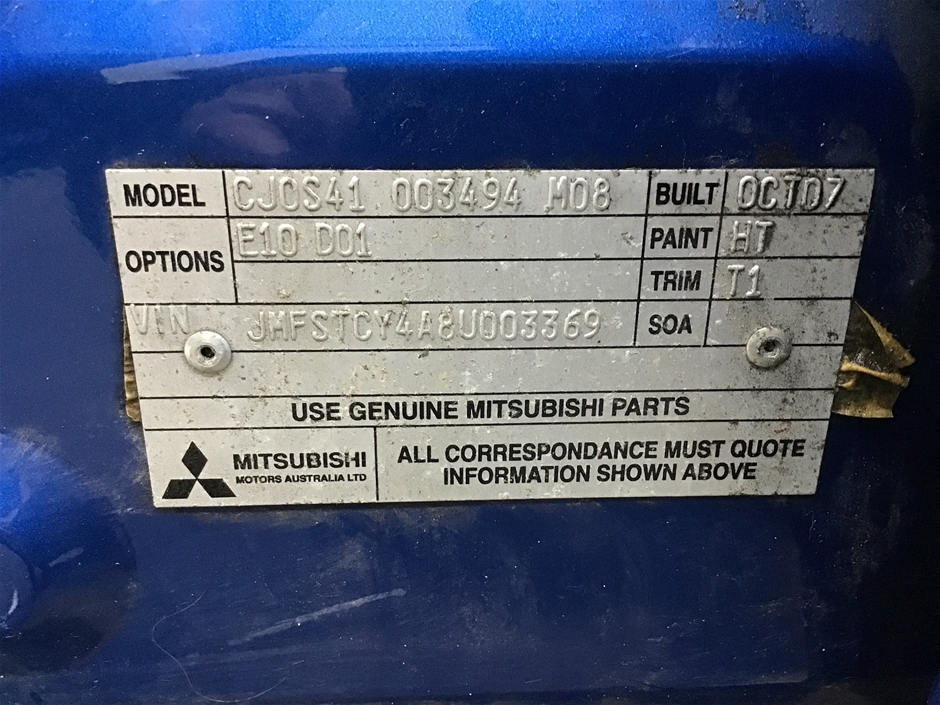 MODEL CJCS41 003494 M08 BUILT OCT07
OPTIONS E10 D01 PAINT HT
TRIM T1
VIN JMFSTCY4A8U003369 SOA
USE GENUINE MITSUBISHI PARTS
MITSUBISHI
MOTORS AUSTRALIA LTD
ALL CORRESPONDANCE MUST QUOTE
INFORMATION SHOWN ABOVE